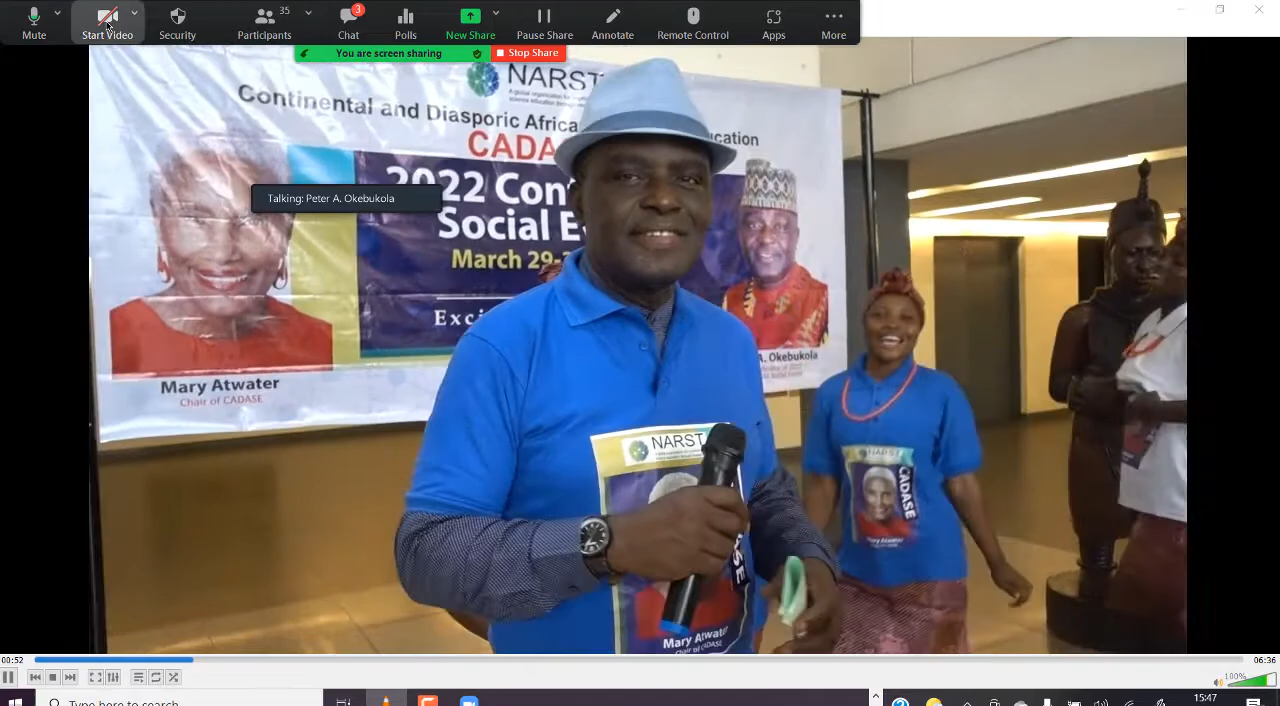 35
3
Mute
Start Video
Security
Participants
Chat
Polls
New Share
Pause Share
Annotate
Remote Control
Apps
More
You are screen sharing
Stop Share
NARST
Continental and Diasporic Africa
cation
CADA
2022 Con
Social E
March 29-
Exci
Talking: Peter A. Okebukola
Mary Atwater
Chair of CADASE
A. Okebukola
NARST
Mary Atwater
Chair of CADASE
NARST
CADASE
Mary Atwater
00:52
06:36
100%
Type here to search
15:47